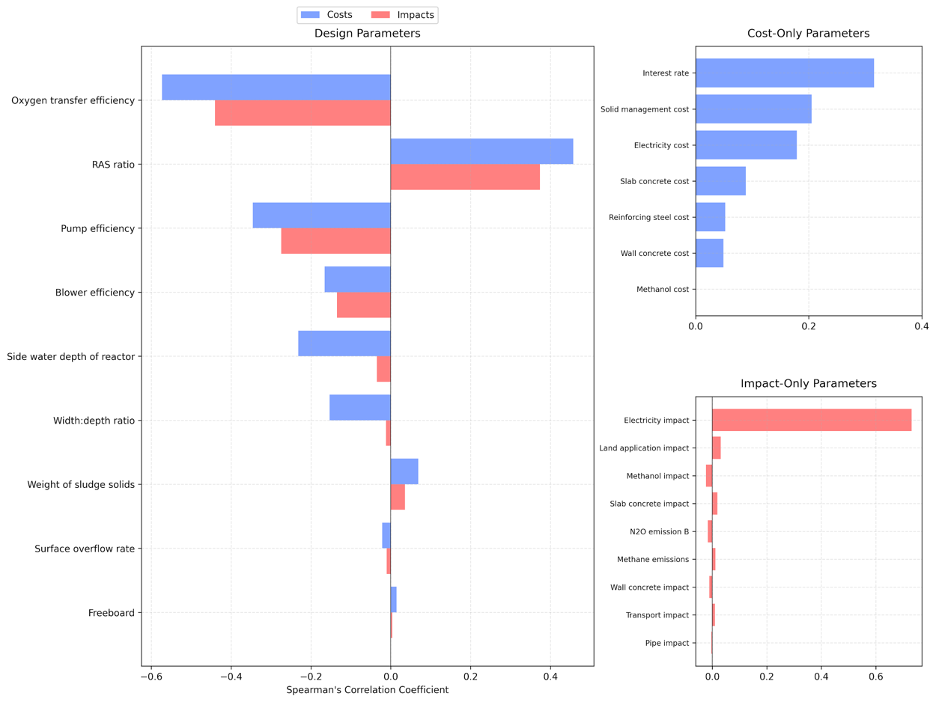 Costs Impacts
Design Parameters
Oxygen transfer efficiency
RAS ratio
Pump efficiency
Blower efficiency
Side water depth of reactor
Width:depth ratio
Weight of sludge solids
Surface overflow rate
Freeboard
−0.6 −0.4 −0.2 0.0 0.2 0.4
Spearman's Correlation Coefficient
Cost-Only Parameters
Interest rate
Solid management cost
Electricity cost
Slab concrete cost
Reinforcing steel cost
Wall concrete cost
Methanol cost
0.0 0.2 0.4
Impact-Only Parameters
Electricity impact
Land application impact
Methanol impact
Slab concrete impact
N2O emission B
Methane emissions
Wall concrete impact
Transport impact
Pipe impact
0.0 0.2 0.4 0.6